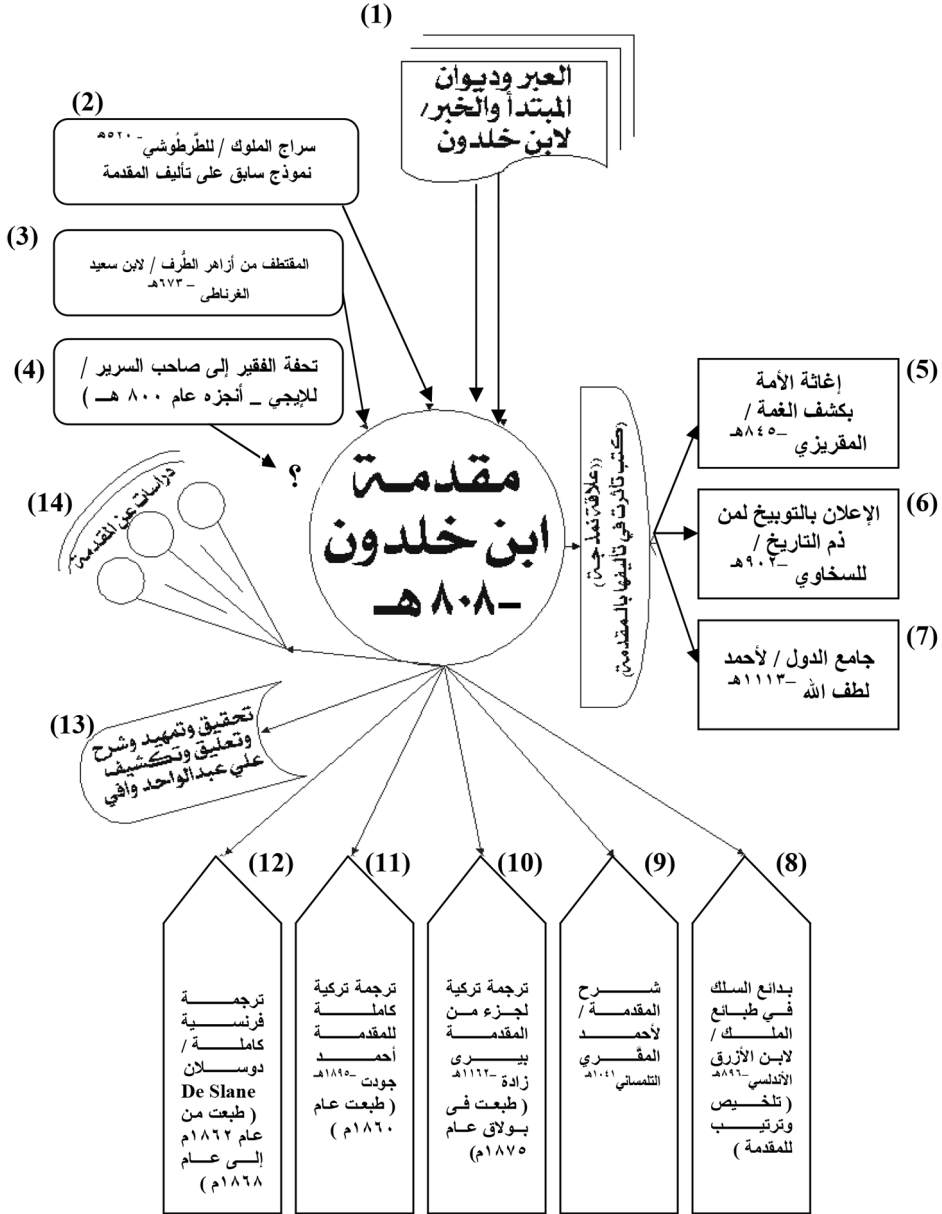 (1)
العبر وديوان
المبتدأ والخبر/
لابن خلدون
(2)
سراج الملوك / للطَّرطُوشي -٥٢٠هـ
نموذج سابق على تأليف المقدمة
(3)
المقتطف من أزاهر الطُّرف / لابن سعيد
الغرناطى -٦٧٣هـ
(4)
تحفة الفقير إلى صاحب السرير /
للإيجي _ أنجزه عام ٨٠٠ هــ )
؟
مقدمـة
ابن خلدون
-٨٠٨ هـ
(كتب تأثرت في تأليفها بالمقدمة)
((علاقة نمذجة)
(5)
إغاثة الأمة
بكشف الغمة /
المقريزي -٨٤٥هـ
(6)
الإعلان بالتوبيخ لمن
ذم التاريخ /
للسخاوي -٩٠٢هـ
(7)
جامع الدول / لأحمد
لطف الله -١١١٣هـ
(14)
دراسات عن المقدمة
(13)
تحقيق وتمهيد وشرح
وتعليق وتكشيف
علي عبدالواحد وافي
(8)
بدائع السلك
في طبائع
الملك /
لابن الأزرق
الأندلسي -٨٩٦هـ
( تلخيص
وترتيب
للمقدمة )
(9)
شرح
المقدمة /
لأحمد
المقَّري
التلمساني ١٠٤١هـ
(10)
ترجمة تركية
لجزء من
المقدمة
بيرى
زادة -١١٦٢هـ
( طبعت فى
بولاق عام
١٨٧٥م)
(11)
ترجمة تركية
كاملة
للمقدمة
أحمد
جودت -١٨٩٥هـ
( طبعت عام
١٨٦٠م )
(12)
ترجمة
فرنسية
كاملة /
دوسلان
De Slane
( طبعت من
عام ١٨٦٢م
إلى عام
١٨٦٨م )